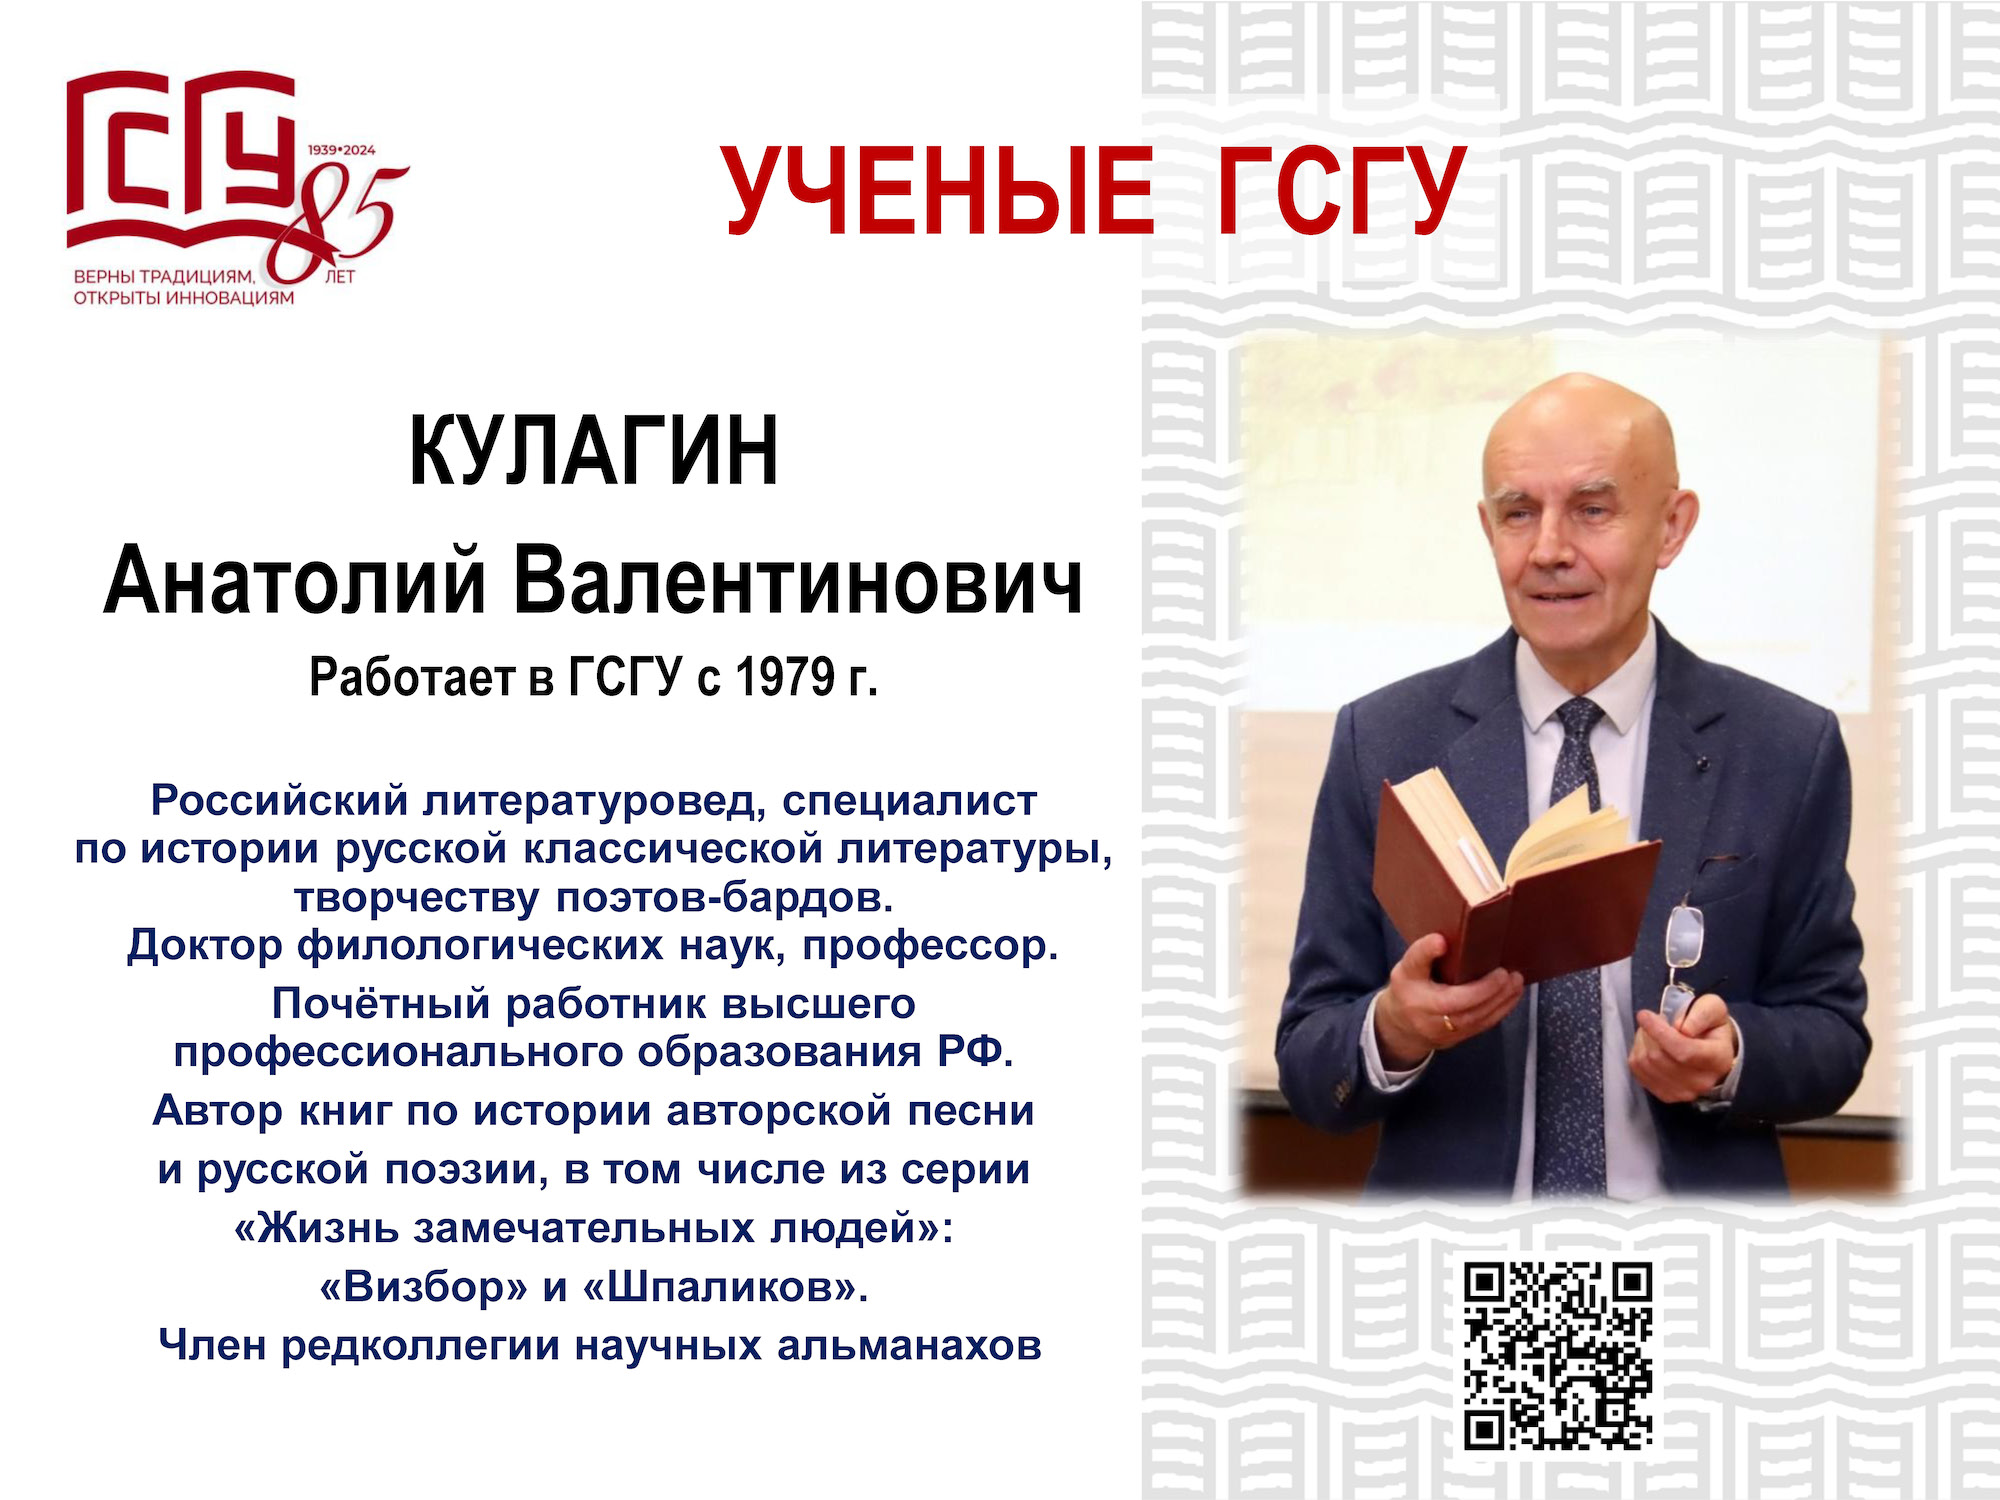 ГСГУ
1939•2024
85
ВЕРНЫ ТРАДИЦИЯМ, ЛЕТ
ОТКРЫТЫ ИННОВАЦИЯМ
УЧЕНЫЕ ГСГУ
КУЛАГИН
Анатолий Валентинович
Работает в ГСГУ с 1979 г.
Российский литературовед, специалист
по истории русской классической литературы,
творчеству поэтов-бардов.
Доктор филологических наук, профессор.
Почётный работник высшего
профессионального образования РФ.
Автор книг по истории авторской песни
и русской поэзии, в том числе из серии
«Жизнь замечательных людей»:
«Визбор» и «Шпаликов».
Член редколлегии научных альманахов